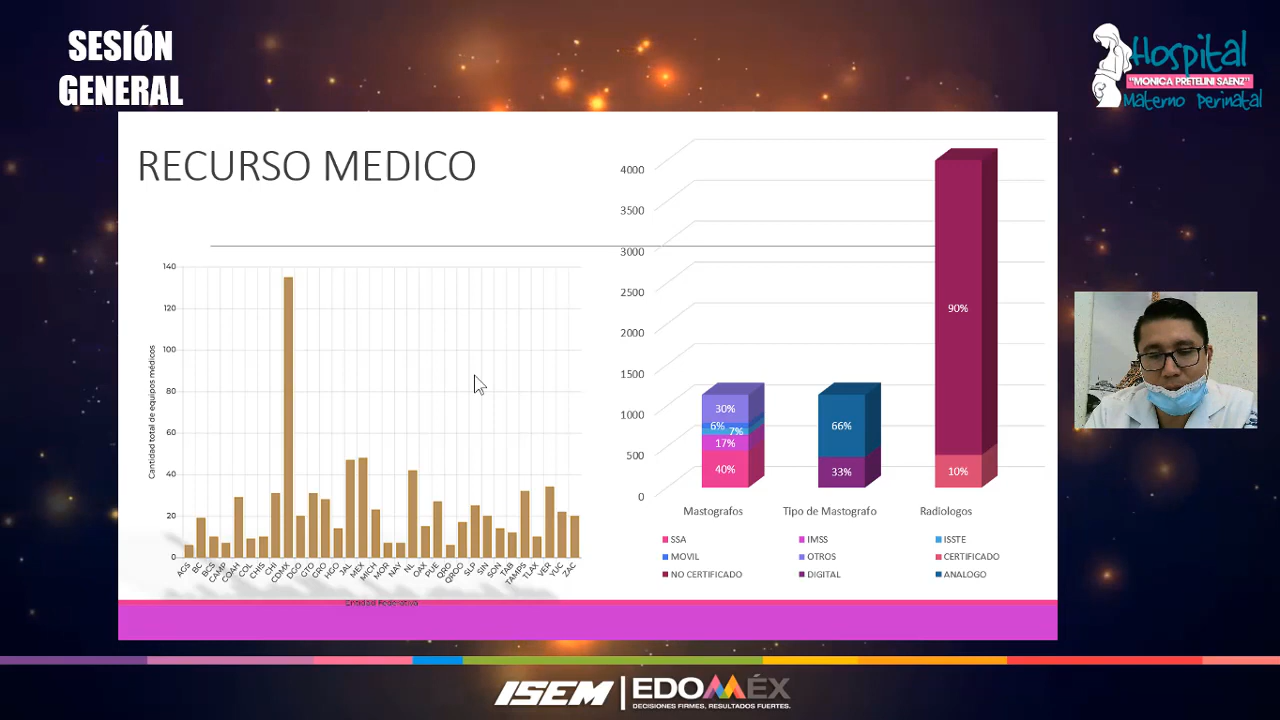 SESIÓN
GENERAL
Hospital
"MONICA PRETELINI SAENZ"
Materno Perinatal
RECURSO MEDICO
140
120
100
80
60
40
20
0
Cantidad total de equipos médicos
AGS BC BCS CAMP COAH COL CHIS CHI CDMX DGO GTO GRO HGO JAL MEX MICH MOR NAY NL OAX PUE QRO QROO SLP SIN SON TAB TAMPS TLAX VER YUC ZAC
Entidad Federativa
4000
3500
3000
2500
2000
1500
1000
500
0
30%
6% 7%
17%
40%
66%
33%
90%
10%
Mastografos Tipo de Mastografo Radiologos
SSA IMSS ISSTE
MOVIL OTROS CERTIFICADO
NO CERTIFICADO DIGITAL ANALOGO
ISEM EDOMÉX
DECISIONES FIRMES, RESULTADOS FUERTES.